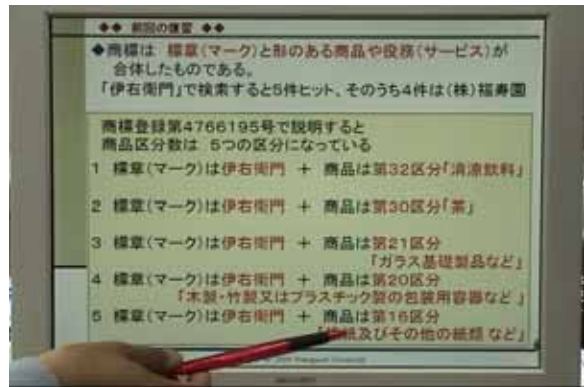 ◆◆ 前回の復習 ◆◆
◆商標は 標章(マーク)と形のある商品や役務(サービス)が
合体したものである。
「伊右衛門」で検索すると5件ヒット、そのうち4件は(株)福寿園
商標登録第4766195号で説明すると
商品区分数は 5つの区分になっている
1 標章(マーク)は伊右衛門 + 商品は第32区分「清涼飲料」
2 標章(マーク)は伊右衛門 + 商品は第30区分「茶」
3 標章(マーク)は伊右衛門 + 商品は第21区分
「ガラス基礎製品など」
4 標章(マーク)は伊右衛門 + 商品は第20区分
「木製・竹製又はプラスチック製の包装用容器など」
5 標章(マーク)は伊右衛門 + 商品は第16区分
紙及びその他の紙類 など」